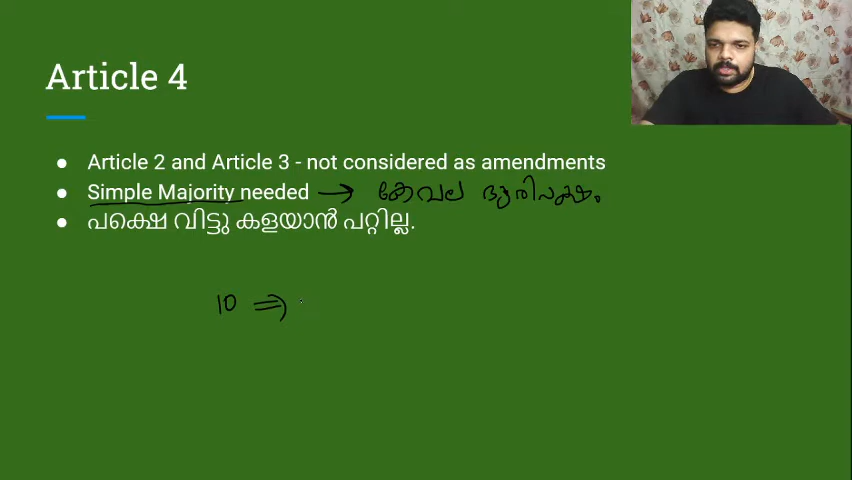 Article 4
Article 2 and Article 3 - not considered as amendments
Simple Majority needed → കേവല ഭൂരിപക്ഷം
പക്ഷെ വിട്ടു കളയാൻ പറ്റില്ല.
10 ⇒